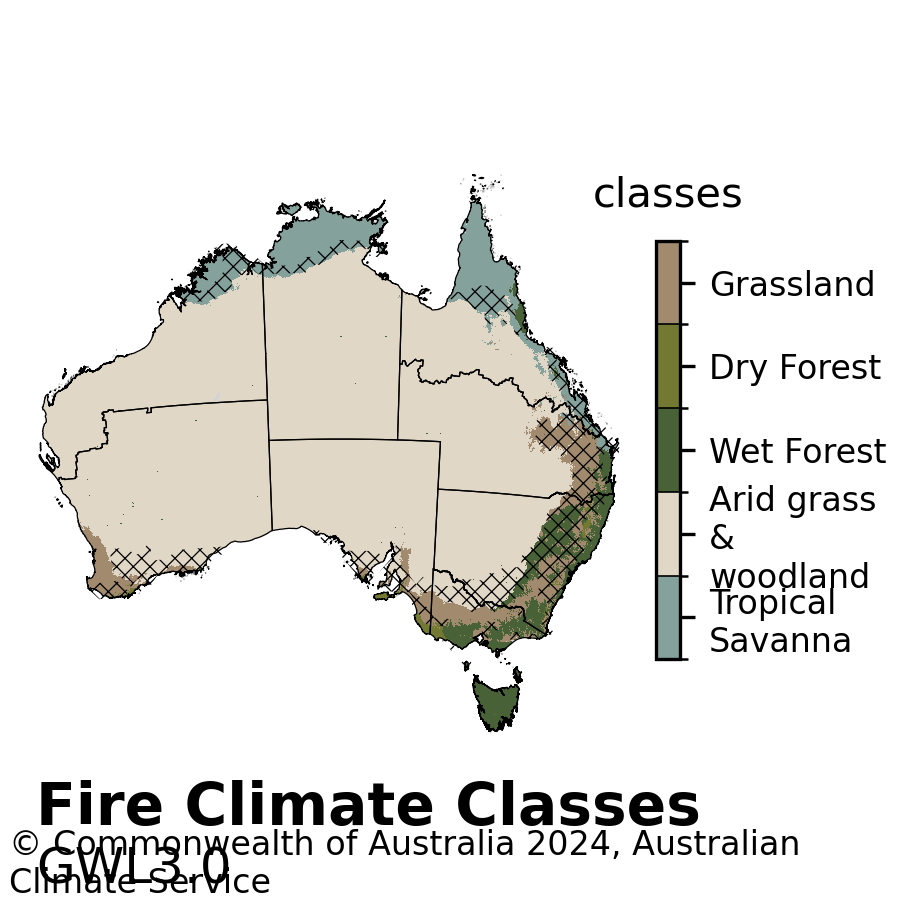 classes
Grassland
Dry Forest
Wet Forest
Arid grass
&
woodland
Tropical
Savanna
Fire Climate Classes
© Commonwealth of Australia 2024, Australian
GWL3.0
Climate Service